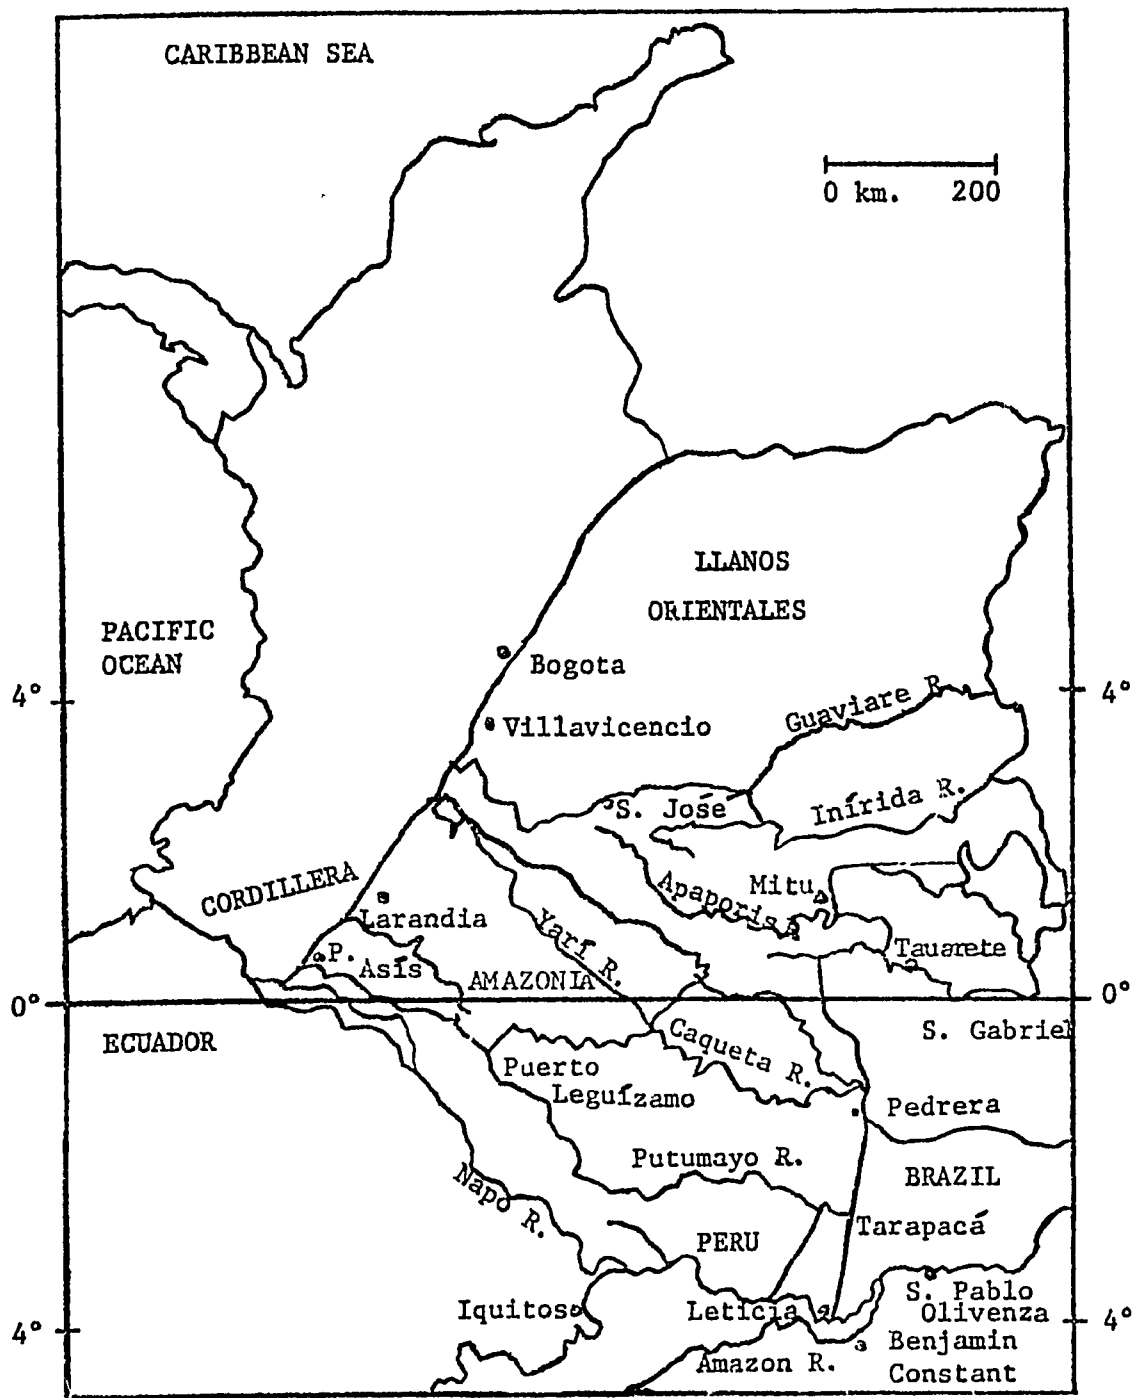 CARIBBEAN SEA
0 km. 200
LLANOS
ORIENTALES
PACIFIC
OCEAN
Bogota
4° 4°
Guaviare R.
Villavicencio
Inírida R.
S. José
CORDILLERA
Mitu
Apaporis R
Larandia
Yarí R.
Tauarete
P.
Asís
AMAZONIA
0° 0°
ECUADOR
S. Gabriel
Caqueta R.
Puerto
Leguízamo
Pedrera
Putumayo R.
BRAZIL
Napo R.
Tarapacá
PERU
S. Pablo
Olivenza
Iquitos
Leticia
4° 4°
Benjamin
Constant
Amazon R.